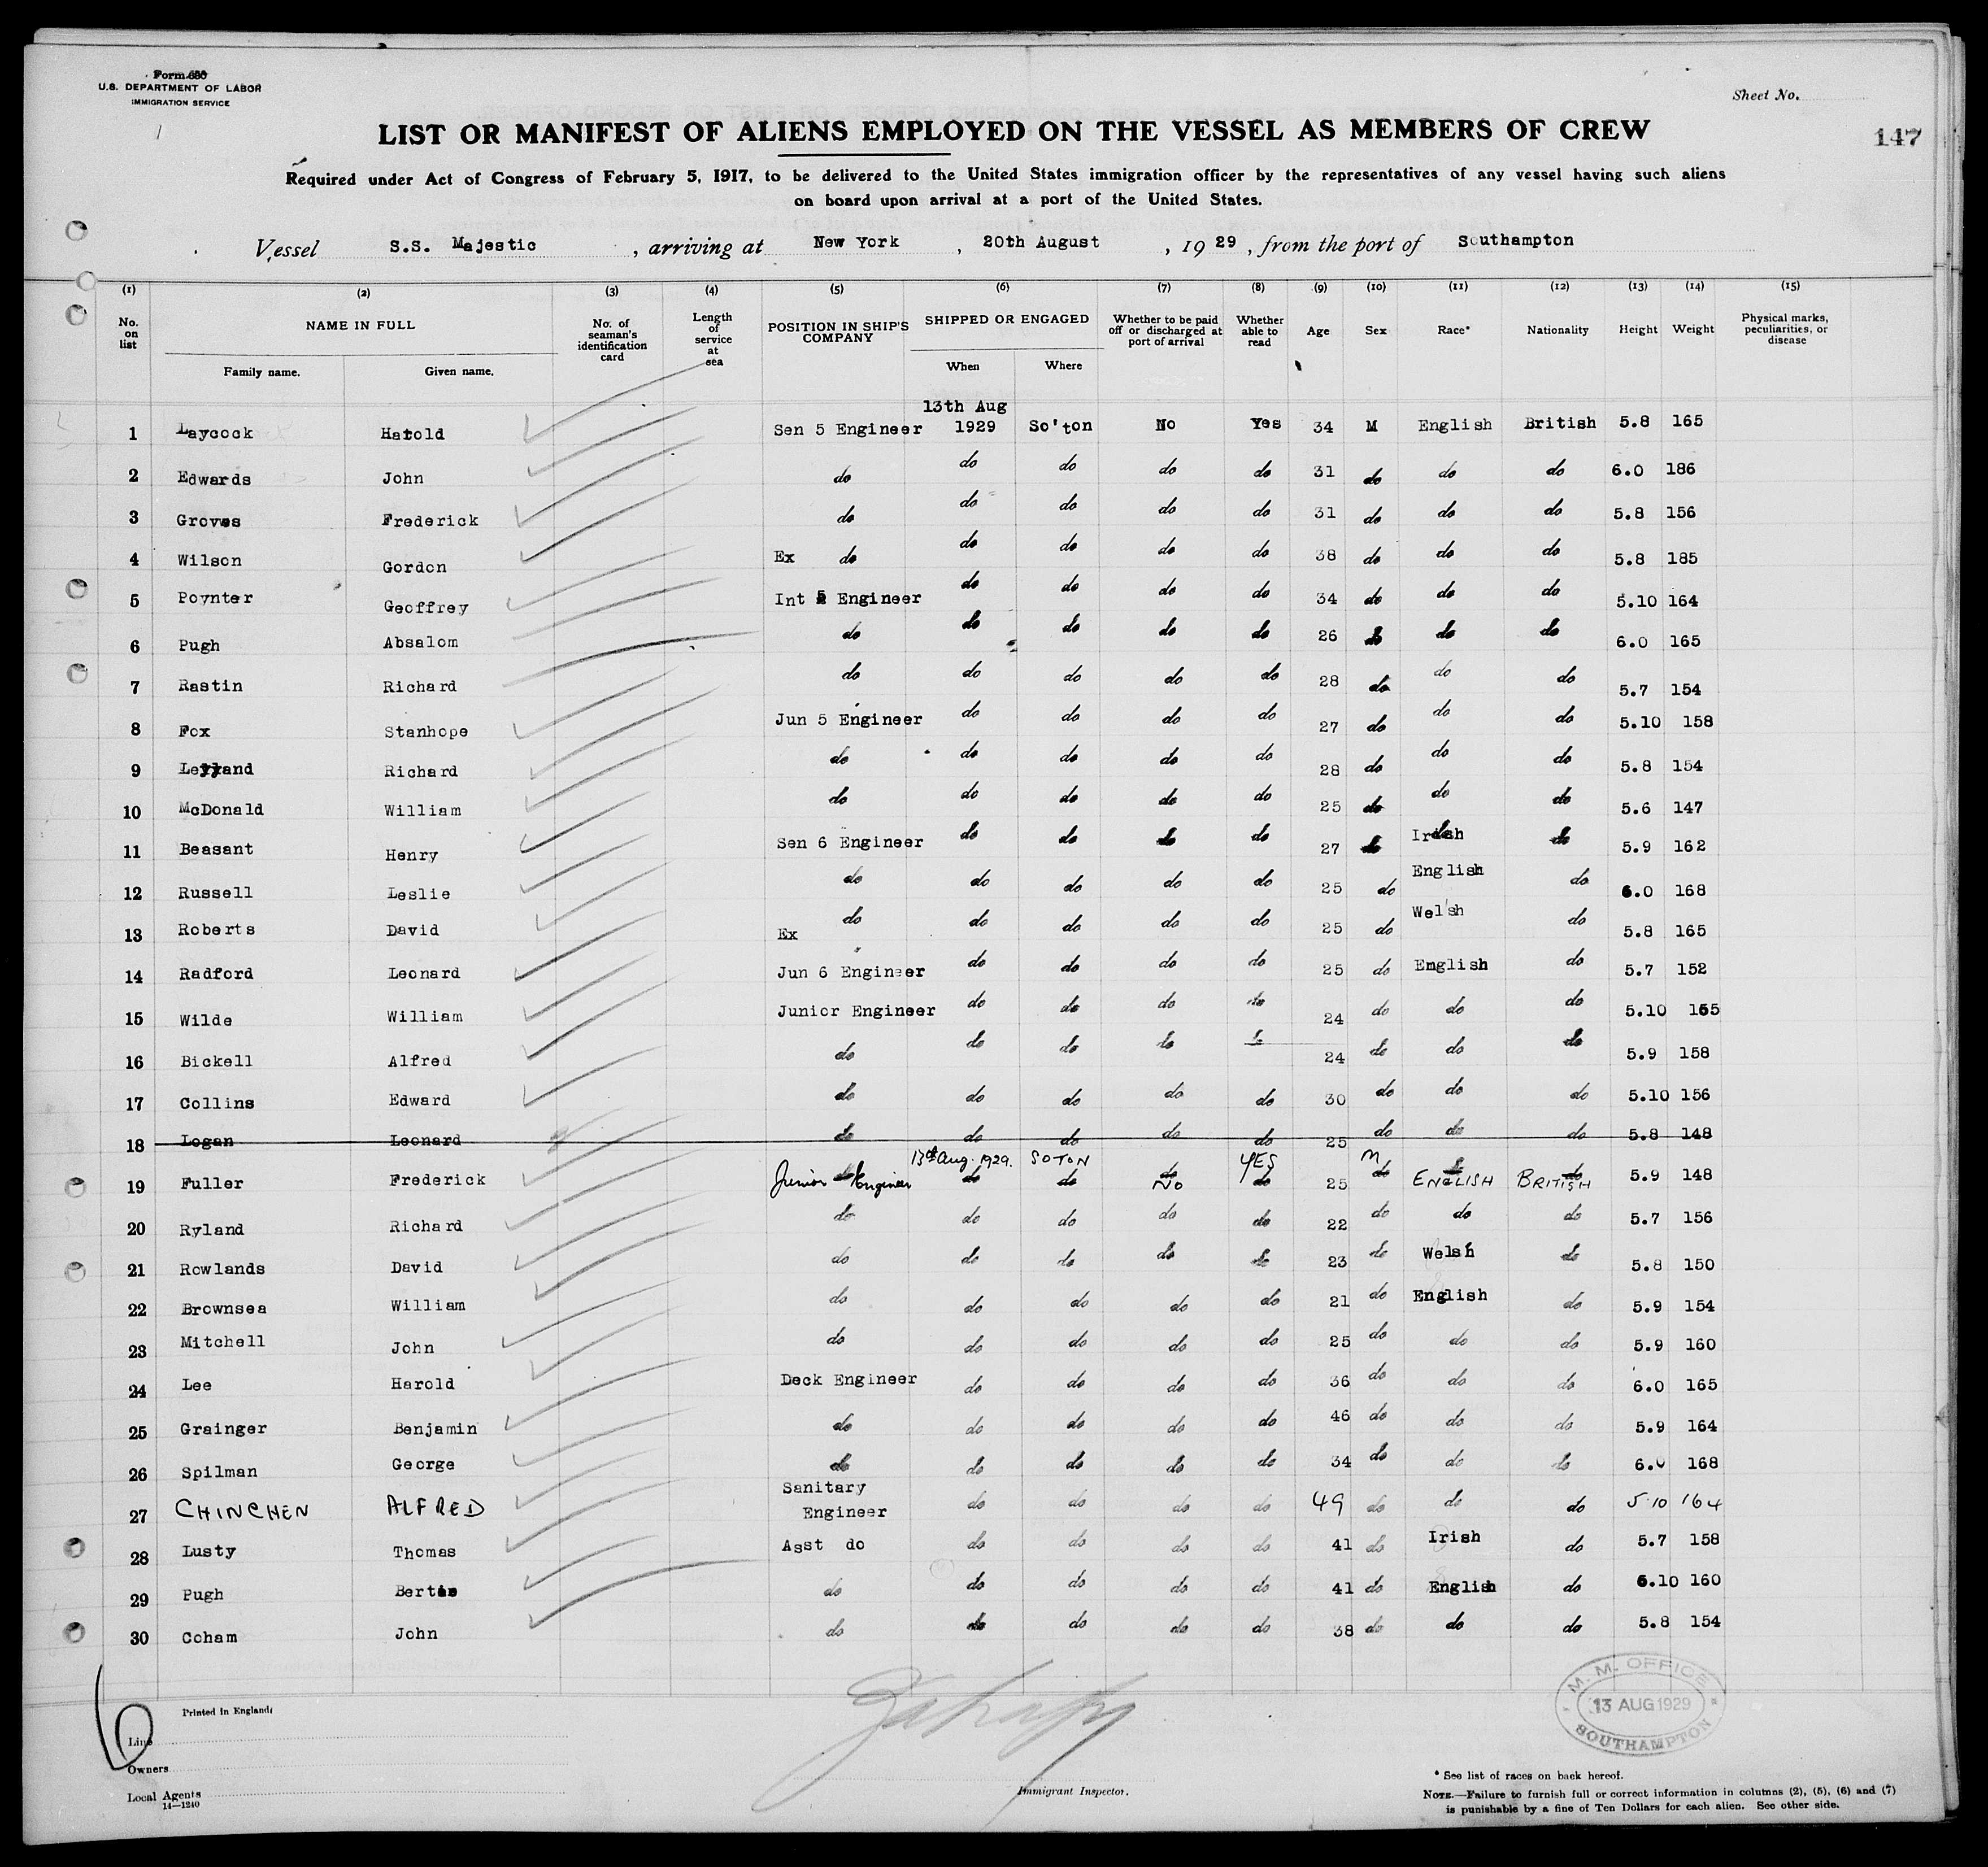 Form 680
U.S. DEPARTMENT OF LABOR
IMMIGRATION SERVICE
Sheet No.
LIST OR MANIFEST OF ALIENS EMPLOYED ON THE VESSEL AS MEMBERS OF CREW
147
Required under Act of Congress of February 5, 1917, to be delivered to the United States immigration officer by the representatives of any vessel having such aliens
on board upon arrival at a port of the United States.
Vessel S.S. Majestic , arriving at New York , 20th August , 19 29 , from the port of Southampton
(1) (2) (3) (4) (5) (6) (7) (8) (9) (10) (11) (12) (13) (14) (15)
No. on list NAME IN FULL Family name. Given name. No. of seaman's identification card Length of service at sea POSITION IN SHIP'S COMPANY SHIPPED OR ENGAGED When Where Whether to be paid off or discharged at port of arrival Whether able to read Age Sex Race* Nationality Height Weight Physical marks, peculiarities, or disease
1 Laycock Harold Sen 5 Engineer 13th Aug 1929 So'ton No Yes 34 M English British 5.8 165
2 Edwards John do do do do do 31 do do do 6.0 186
3 Groves Frederick do do do do do 31 do do do 5.8 156
4 Wilson Gordon Ex do do do do do 38 do do do 5.8 185
5 Poynter Geoffrey Int 5 Engineer do do do do 34 do do do 5.10 164
6 Pugh Absalom do do do do do 26 do do do 6.0 165
7 Rastin Richard do do do do do 28 do do do 5.7 154
8 Fox Stanhope Jun 5 Engineer do do do do 27 do do do 5.10 158
9 Leyland Richard do do do do do 28 do do do 5.8 154
10 McDonald William do do do do do 25 do do do 5.6 147
11 Beasant Henry Sen 6 Engineer do do do do 27 do Irish do 5.9 162
12 Russell Leslie do do do do do 25 do English do 6.0 168
13 Roberts David Ex do do do do do 25 do Welsh do 5.8 165
14 Radford Leonard Jun 6 Engineer do do do do 25 do English do 5.7 152
15 Wilde William Junior Engineer do do do do 24 do do do 5.10 165
16 Bickell Alfred do do do do do 24 do do do 5.9 158
17 Collins Edward do do do do do 30 do do do 5.10 156
18 Logan Leonard do do do do do 25 do do do 5.8 148
19 Fuller Frederick Junior Engineer 13th Aug. 1929. SOTON NO YES 25 M ENGLISH BRITISH 5.9 148
20 Ryland Richard do do do do do 22 do do do 5.7 156
21 Rowlands David do do do do do 23 do Welsh do 5.8 150
22 Brownsea William do do do do do 21 do English do 5.9 154
23 Mitchell John do do do do do 25 do do do 5.9 160
24 Lee Harold Deck Engineer do do do do 36 do do do 6.0 165
25 Grainger Benjamin do do do do do 46 do do do 5.9 164
26 Spilman George do do do do do 34 do do do 6.0 168
27 CHINCHEN ALFRED Sanitary Engineer do do do do 49 do do do 5.10 164
28 Lusty Thomas Asst do do do do do 41 do Irish do 5.7 158
29 Pugh do do do do do 41 do English do 6.10 160
30 Coham John do do do do do 38 do do do 5.8 154
Printed in England
Line
Owners
Local Agents
14—1240
Immigrant Inspector.
M. M. OFFICE
13 AUG 1929
SOUTHAMPTON
* See list of races on back hereof.
NOTE.—Failure to furnish full or correct information in columns (2), (5), (6) and (7)
is punishable by a fine of Ten Dollars for each alien. See other side.